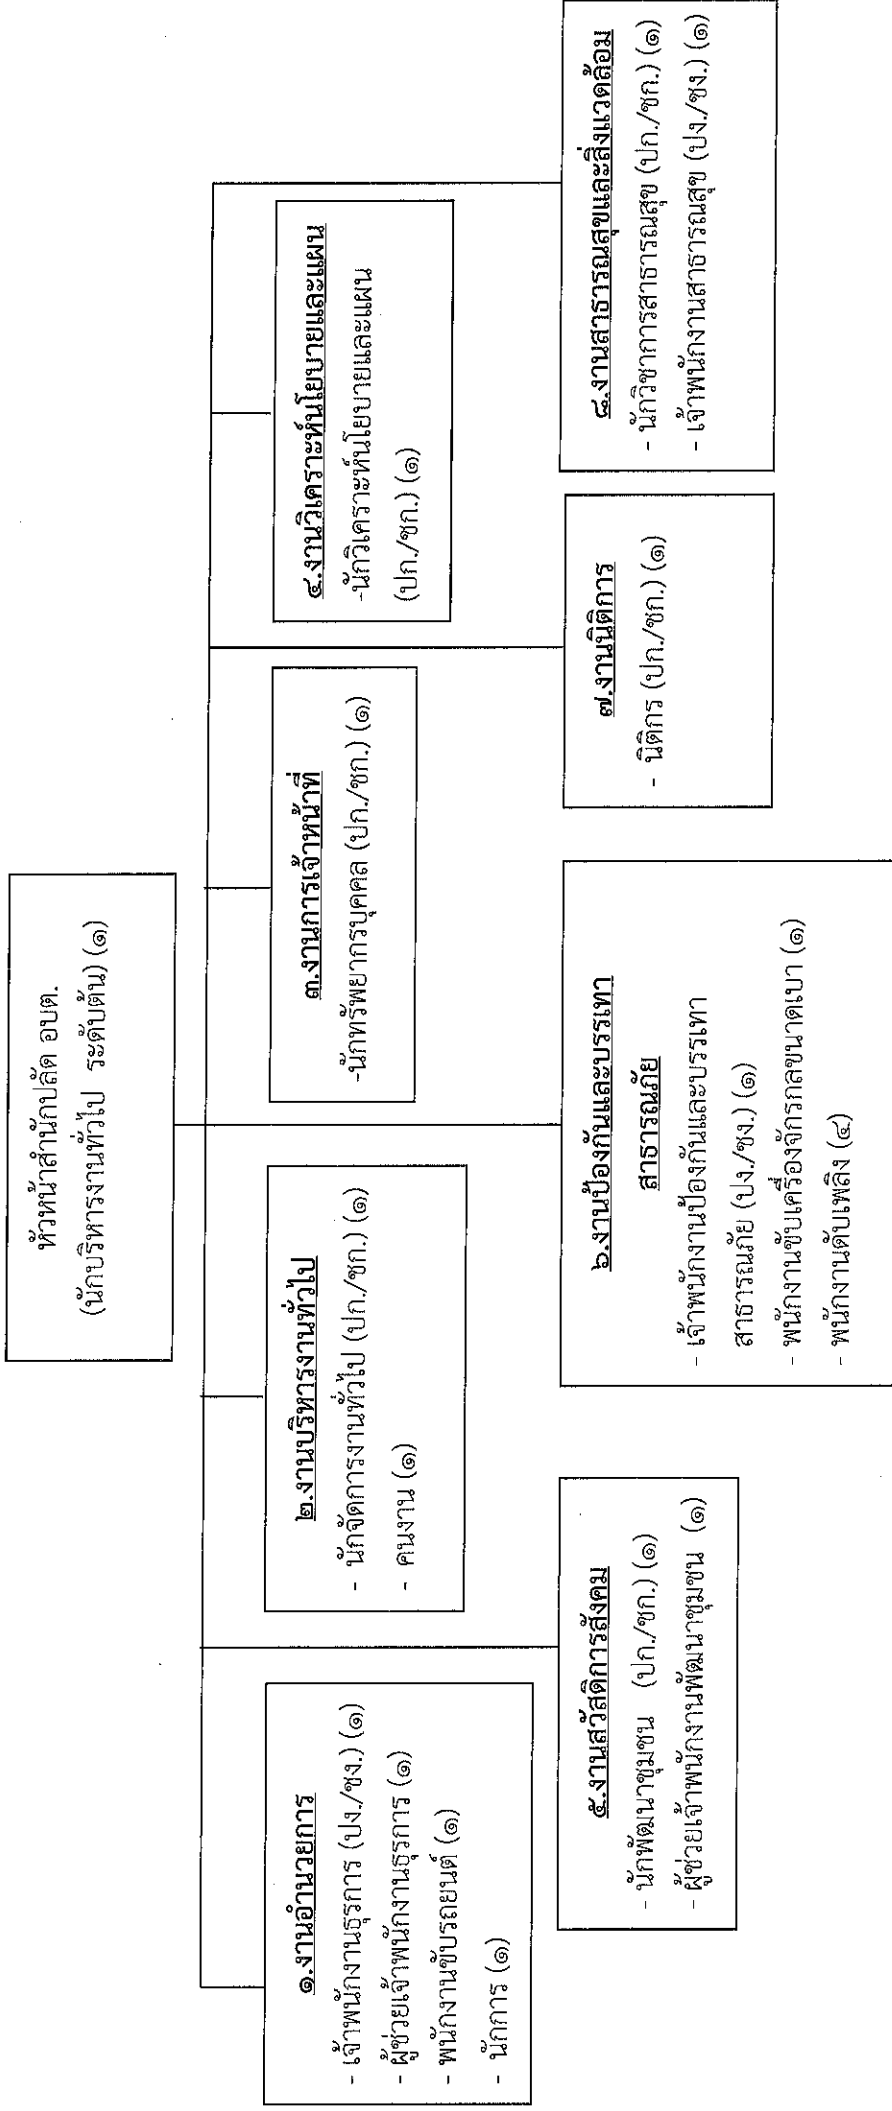 หัวหน้าสำนักปลัด อบต.
(นักบริหารงานทั่วไป ระดับต้น) (๑)
๑.งานอำนวยการ
- เจ้าพนักงานธุรการ (ปง./ชง.) (๑)
- ผู้ช่วยเจ้าพนักงานธุรการ (๑)
- พนักงานขับรถยนต์ (๑)
- นักการ (๑)
๒.งานบริหารงานทั่วไป
- นักจัดการงานทั่วไป (ปก./ชก.) (๑)
- คนงาน (๑)
๓.งานการเจ้าหน้าที่
-นักทรัพยากรบุคคล (ปก./ชก.) (๑)
๔.งานวิเคราะห์นโยบายและแผน
-นักวิเคราะห์นโยบายและแผน
(ปก./ชก.) (๑)
๕.งานสวัสดิการสังคม
- นักพัฒนาชุมชน (ปก./ชก.) (๑)
- ผู้ช่วยเจ้าพนักงานพัฒนาชุมชน (๑)
๖.งานป้องกันและบรรเทา
สาธารณภัย
- เจ้าพนักงานป้องกันและบรรเทา
สาธารณภัย (ปง./ชง.) (๑)
- พนักงานขับเครื่องจักรกลขนาดเบา (๑)
- พนักงานดับเพลิง (๔)
๗.งานนิติการ
- นิติกร (ปก./ชก.) (๑)
๘.งานสาธารณสุขและสิ่งแวดล้อม
- นักวิชาการสาธารณสุข (ปก./ชก.) (๑)
- เจ้าพนักงานสาธารณสุข (ปง./ชง.) (๑)